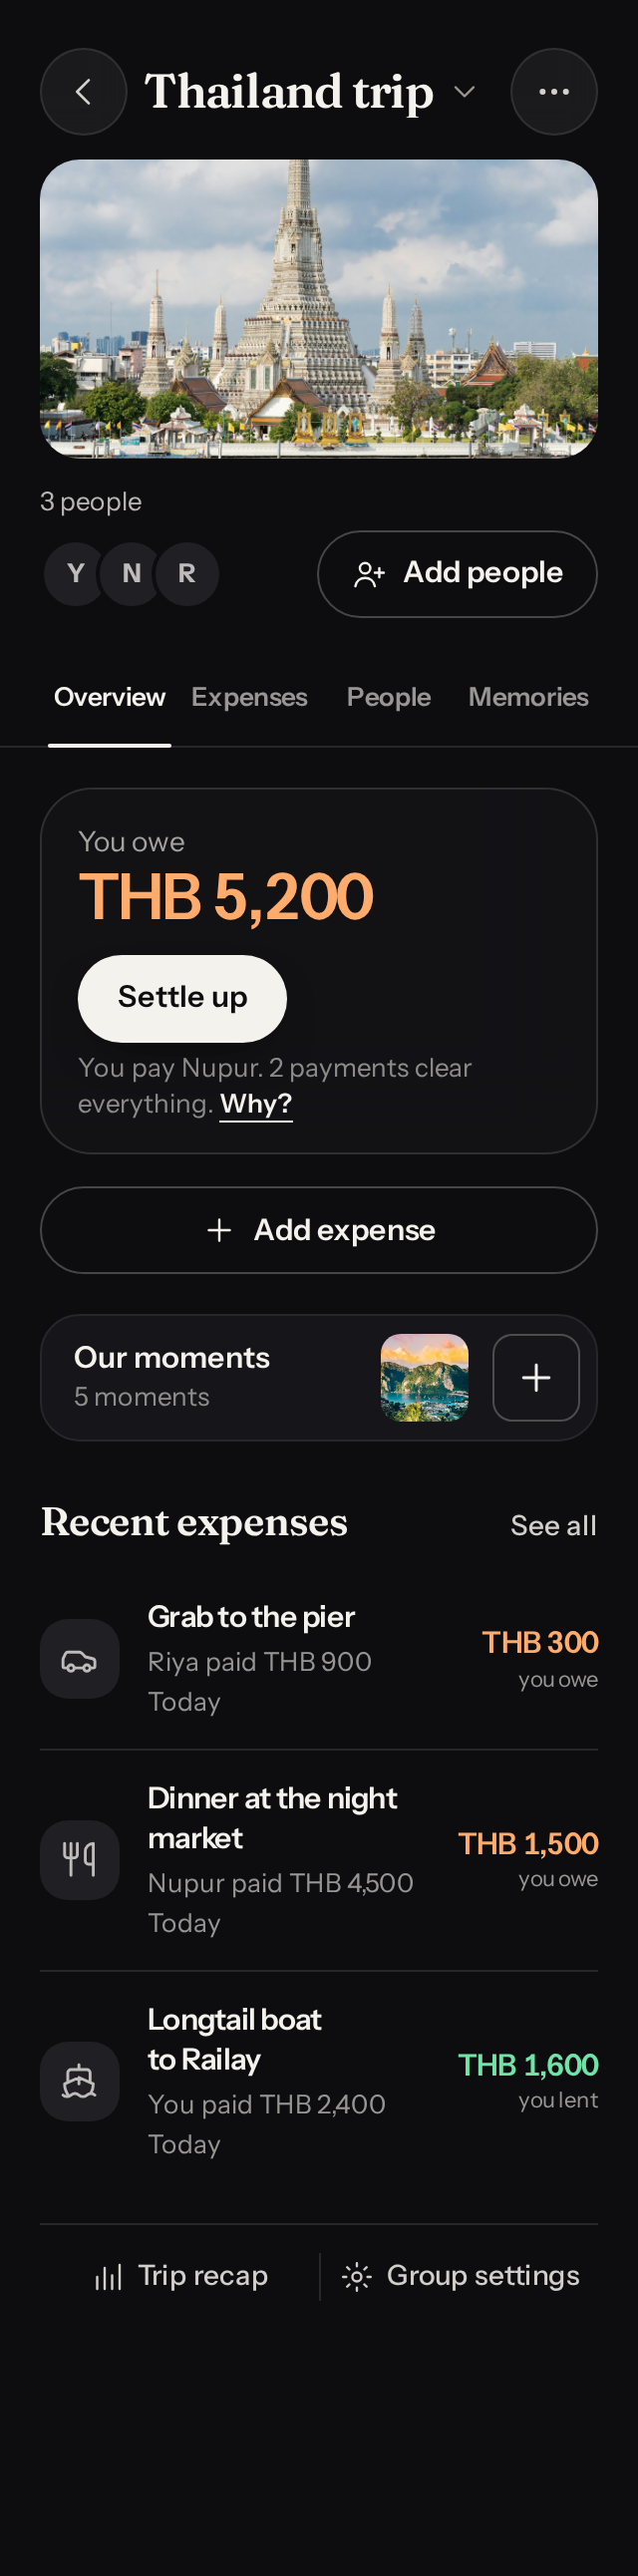 Thailand trip
3 people
Y N R
Add people
Overview Expenses People Memories
You owe
THB 5,200
Settle up
You pay Nupur. 2 payments clear
everything. Why?
Add expense
Our moments
5 moments
Recent expenses
See all
Grab to the pier
Riya paid THB 900
Today
THB 300
you owe
Dinner at the night
market
Nupur paid THB 4,500
Today
THB 1,500
you owe
Longtail boat
to Railay
You paid THB 2,400
Today
THB 1,600
you lent
Trip recap
Group settings